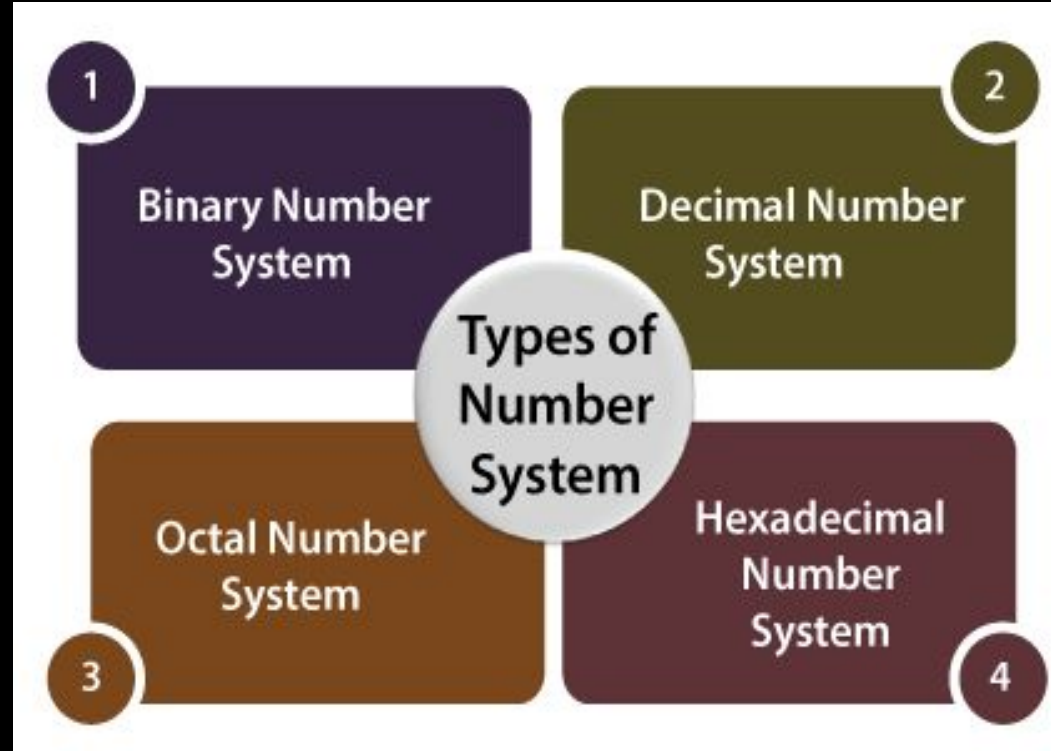 1
Binary Number
System
2
Decimal Number
System
Types of
Number
System
3
Octal Number
System
4
Hexadecimal
Number
System